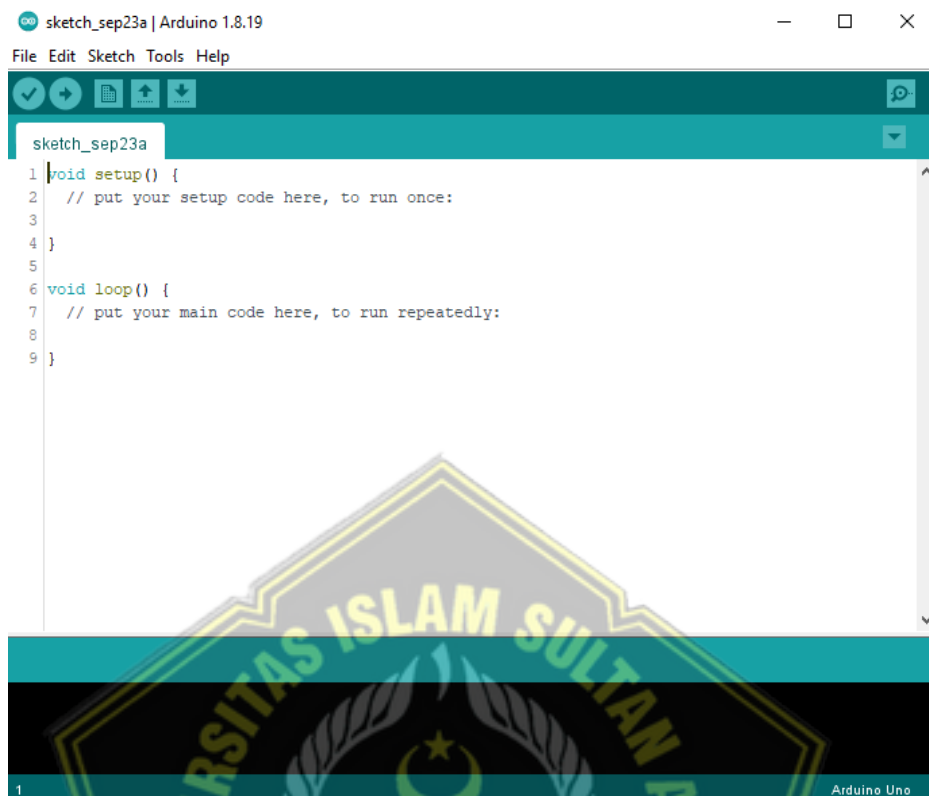 sketch_sep23a | Arduino 1.8.19
File Edit Sketch Tools Help
sketch_sep23a
1 void setup() {
2 // put your setup code here, to run once:
3
4 }
5
6 void loop() {
7 // put your main code here, to run repeatedly:
8
9 }
RSITAS ISLAM SULTAN A
1 Arduino Uno